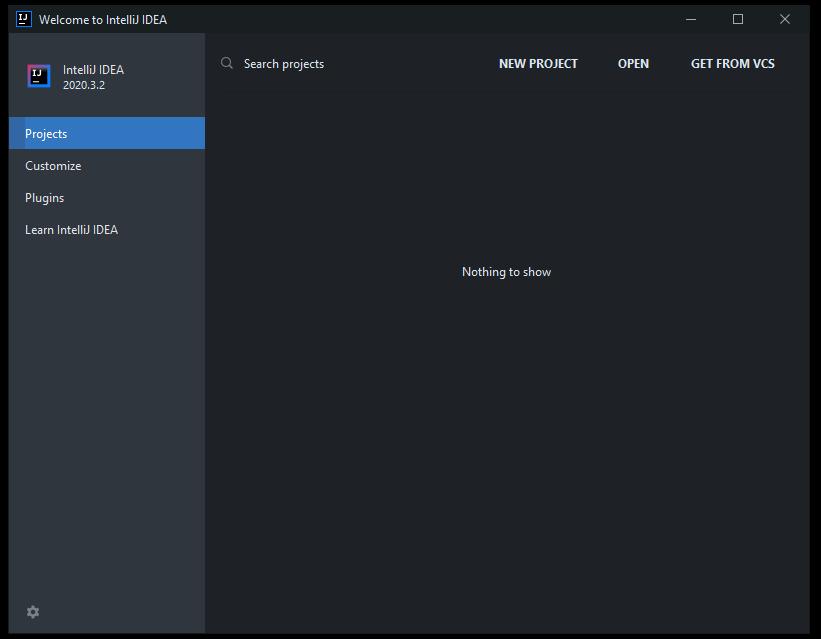 IJ Welcome to IntelliJ IDEA
IJ
IntelliJ IDEA
2020.3.2
Search projects
NEW PROJECT
OPEN
GET FROM VCS
Projects
Customize
Plugins
Learn IntelliJ IDEA
Nothing to show